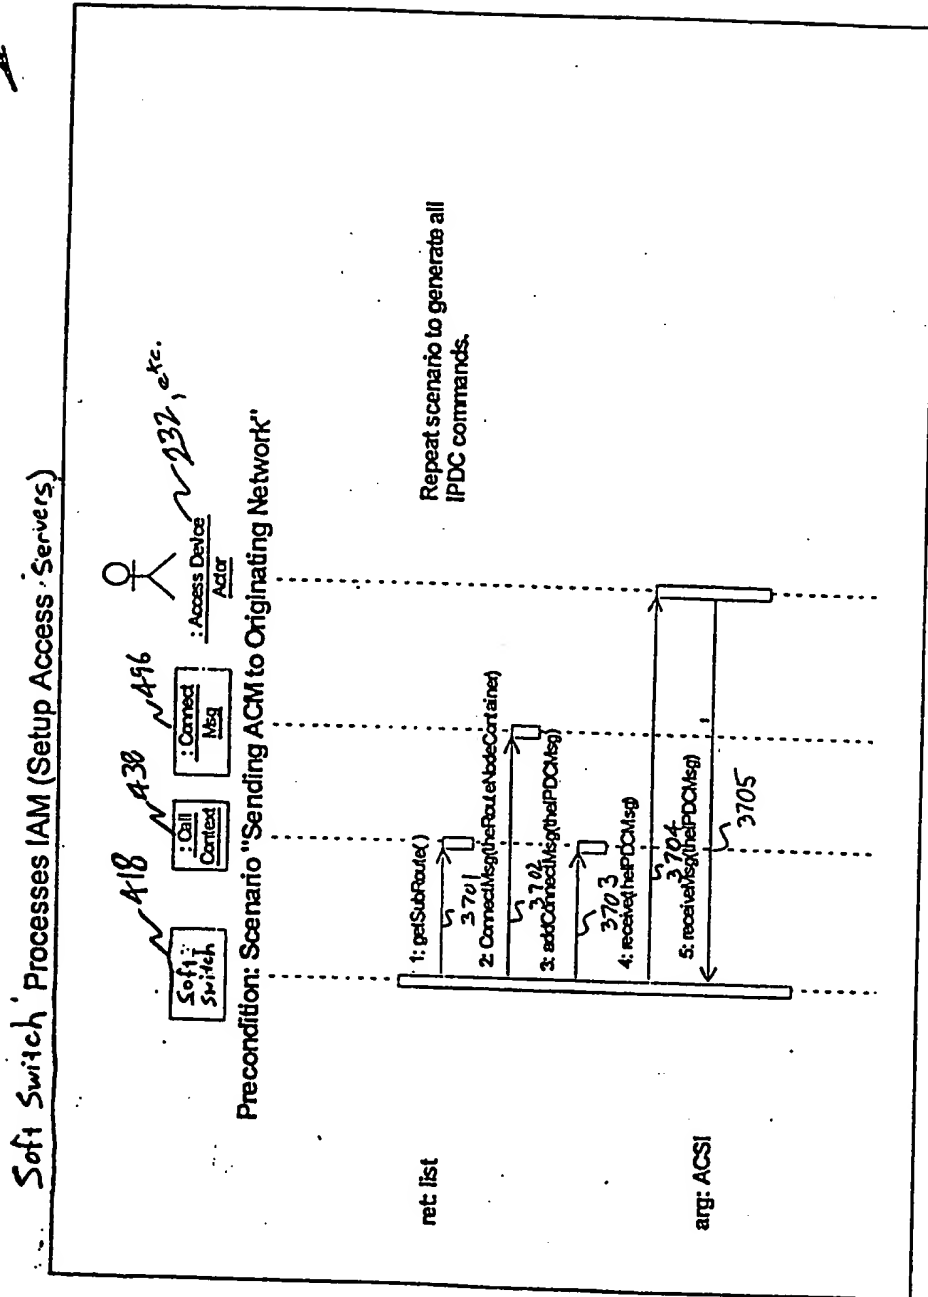 Soft Switch Processes IAM (Setup Access Servers)
418
430
496
232, etc.
Soft
Switch
: Call
Context
: Connect
Msg
: Access Device
Actor
Precondition: Scenario "Sending ACM to Originating Network"
ret: list
1: getSubRoute( )
3701
2: ConnectMsg(theRouteNodeContainer)
3702
3: addConnectMsg(theIPDCMsg)
3703
4: receive(theIPDCMsg)
3704
arg: ACSI
5: receiveMsg(theIPDCMsg)
3705
Repeat scenario to generate all
IPDC commands.